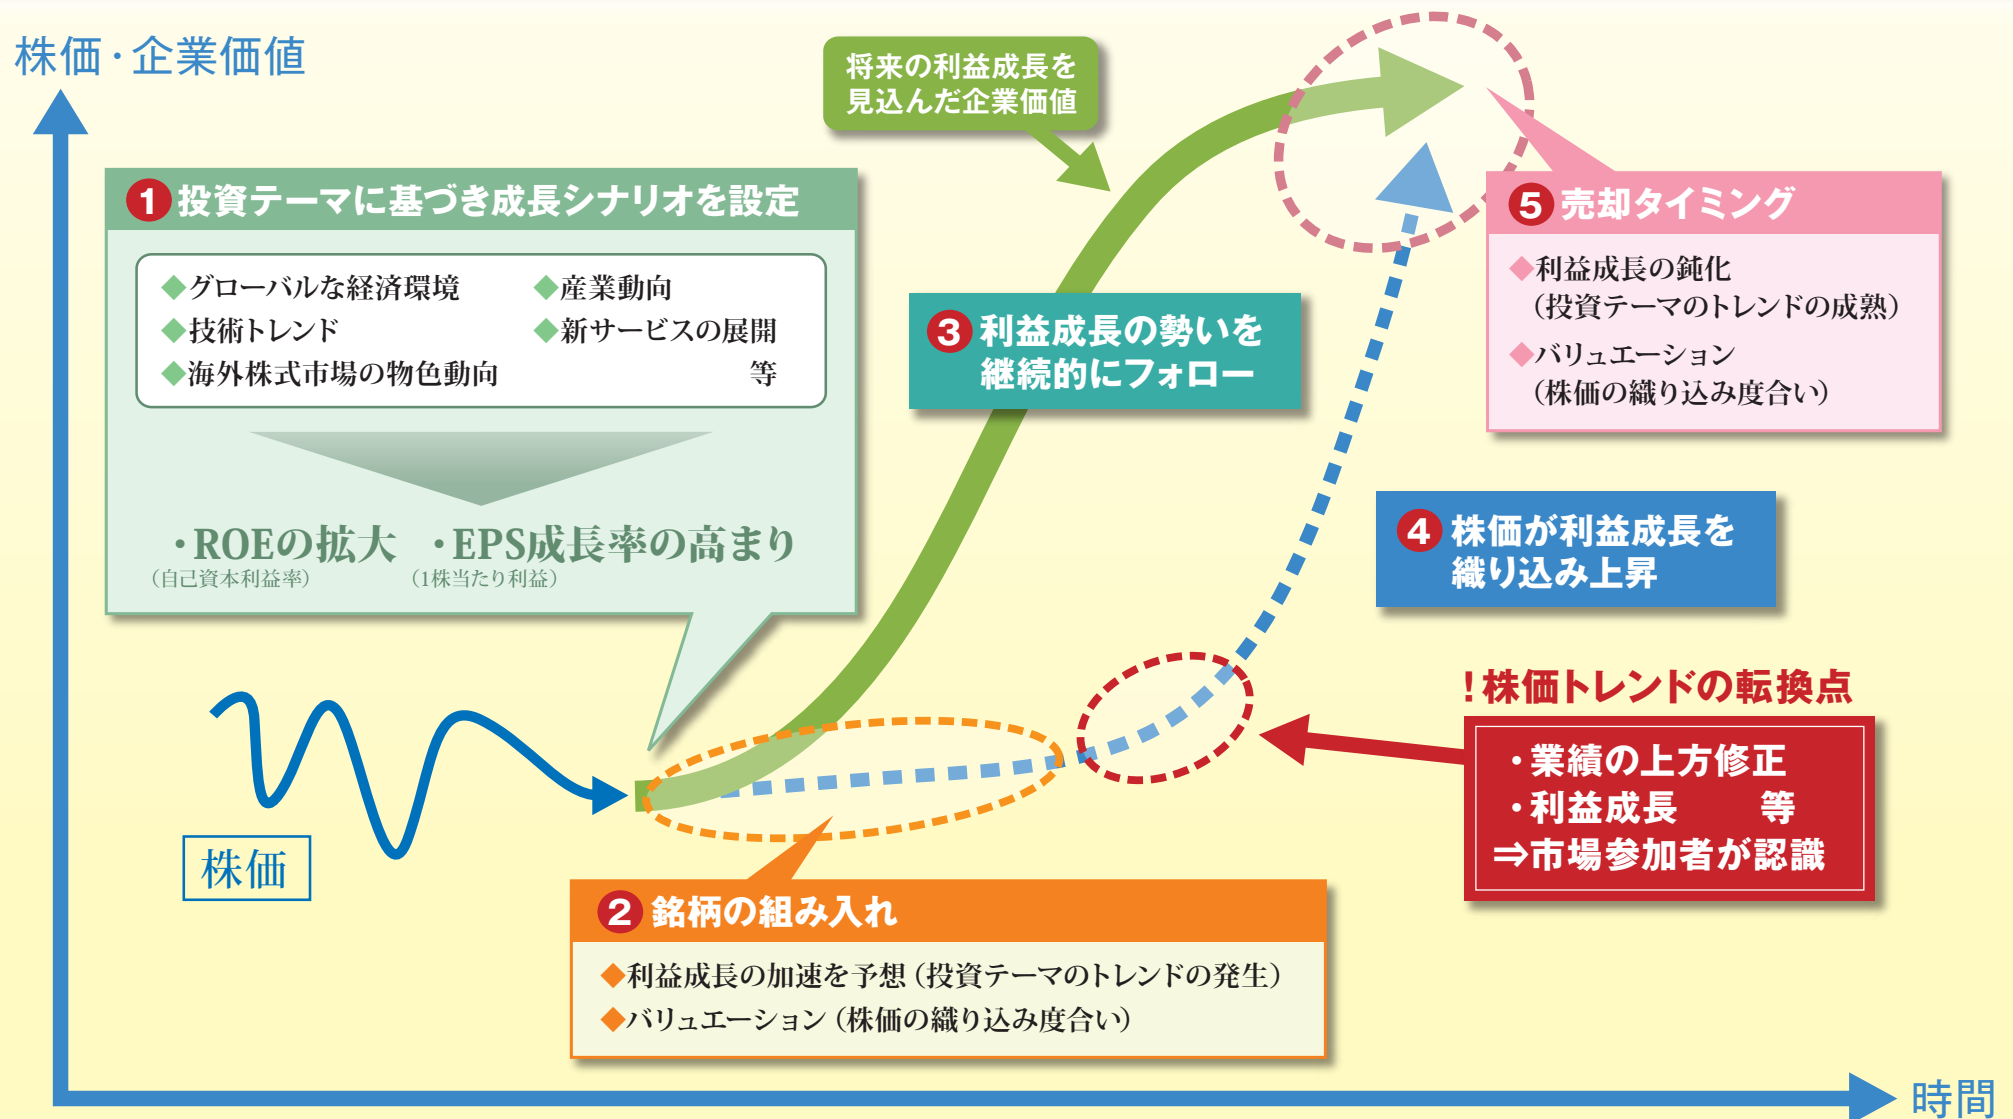 株価・企業価値
将来の利益成長を
見込んだ企業価値
❶投資テーマに基づき成長シナリオを設定
◆グローバルな経済環境 ◆産業動向
◆技術トレンド ◆新サービスの展開
◆海外株式市場の物色動向 等
・ROEの拡大 ・EPS成長率の高まり
（自己資本利益率） （1株当たり利益）
❸利益成長の勢いを
継続的にフォロー
❺売却タイミング
◆利益成長の鈍化
（投資テーマのトレンドの成熟）
◆バリュエーション
（株価の織り込み度合い）
❹株価が利益成長を
織り込み上昇
！株価トレンドの転換点
・業績の上方修正
・利益成長 等
⇒市場参加者が認識
株価
❷銘柄の組み入れ
◆利益成長の加速を予想（投資テーマのトレンドの発生）
◆バリュエーション（株価の織り込み度合い）
時間